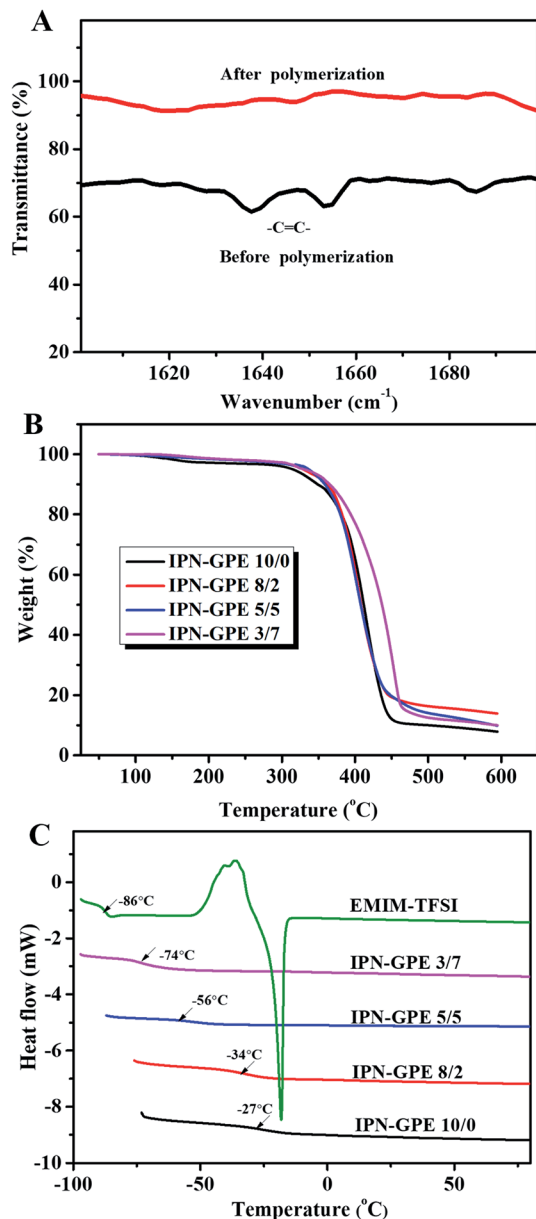 A
Transmittance (%)
100
80
60
40
20
After polymerization
-C=C-
Before polymerization
1620 1640 1660 1680
Wavenumber (cm⁻¹)
B
Weight (%)
100
80
60
40
20
0
IPN-GPE 10/0
IPN-GPE 8/2
IPN-GPE 5/5
IPN-GPE 3/7
100 200 300 400 500 600
Temperature (°C)
C
Heat flow (mW)
0
-2
-4
-6
-8
-10
-86°C
EMIM-TFSI
-74°C
IPN-GPE 3/7
-56°C
IPN-GPE 5/5
-34°C
IPN-GPE 8/2
-27°C
IPN-GPE 10/0
-100 -50 0 50
Temperature (°C)